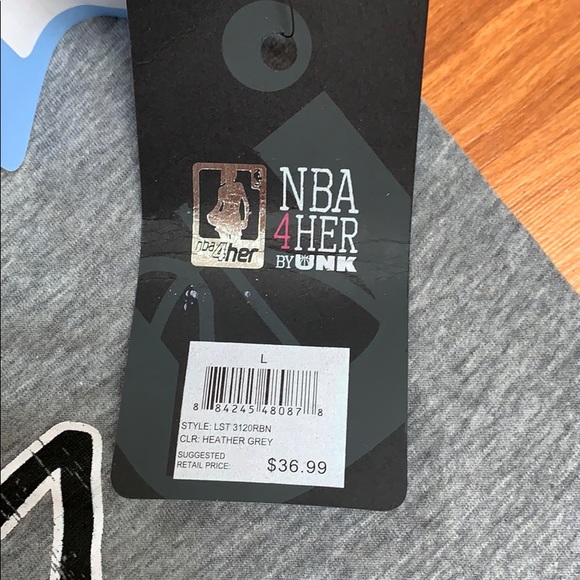 NBA
4HER
BY UNK
nba
4her
L
8 84245 48087 8
STYLE: LST 3120RBN
CLR: HEATHER GREY
SUGGESTED
RETAIL PRICE: $36.99